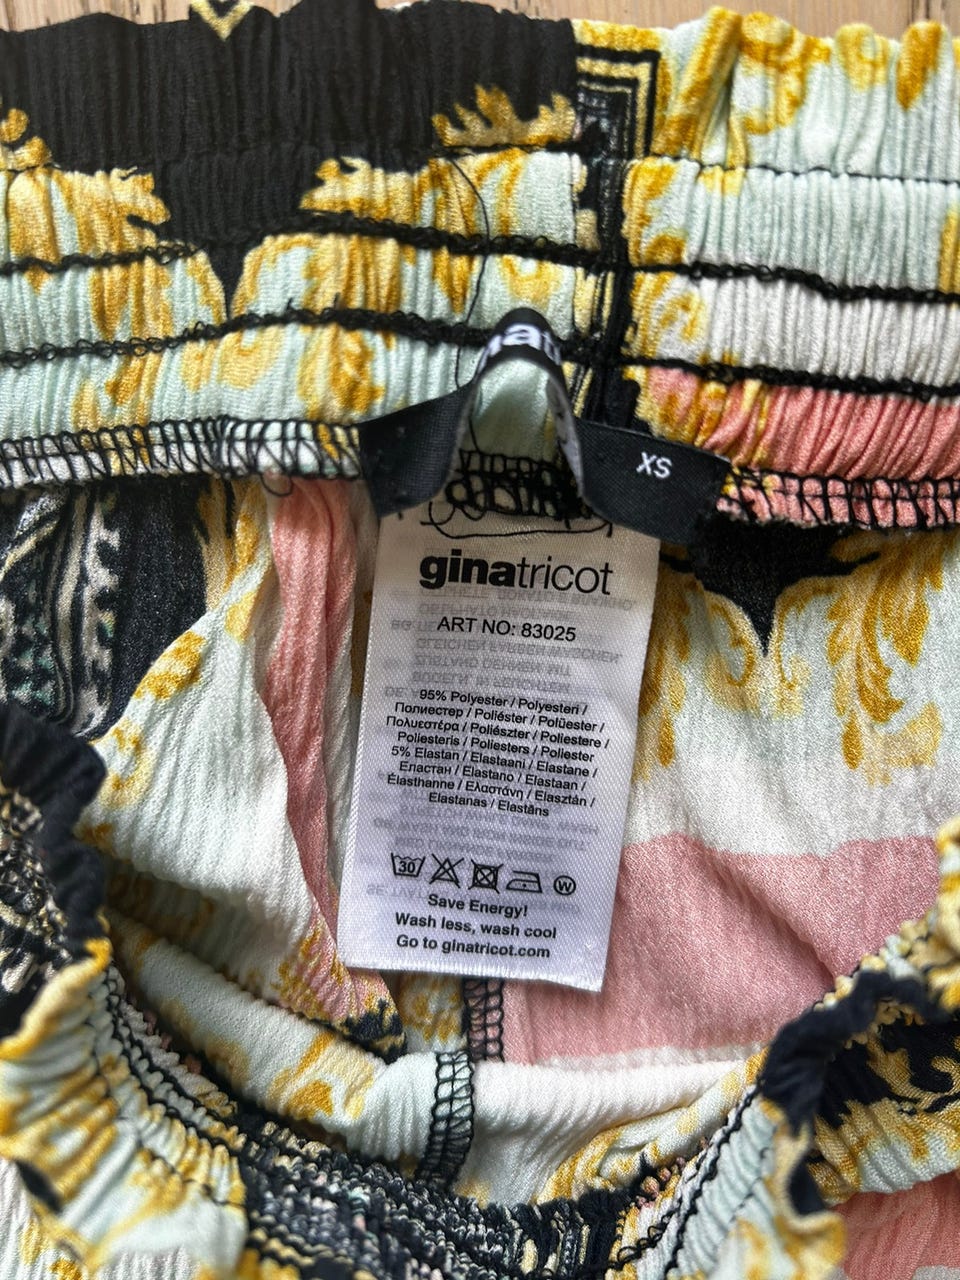 XS
ginatricot
ART NO: 83025
95% Polyester / Polyesteri /
Полиестер / Poliéster / Polüester /
Πολυεστέρα / Poliészter / Poliestere /
Poliesteris / Poliesters / Poliester
5% Elastan / Elastaani / Elastane /
Еластан / Elastano / Elastaan /
Élasthanne / Ελαστάνη / Elasztán /
Elastanas / Elastāns
30 W
Save Energy!
Wash less, wash cool
Go to ginatricot.com